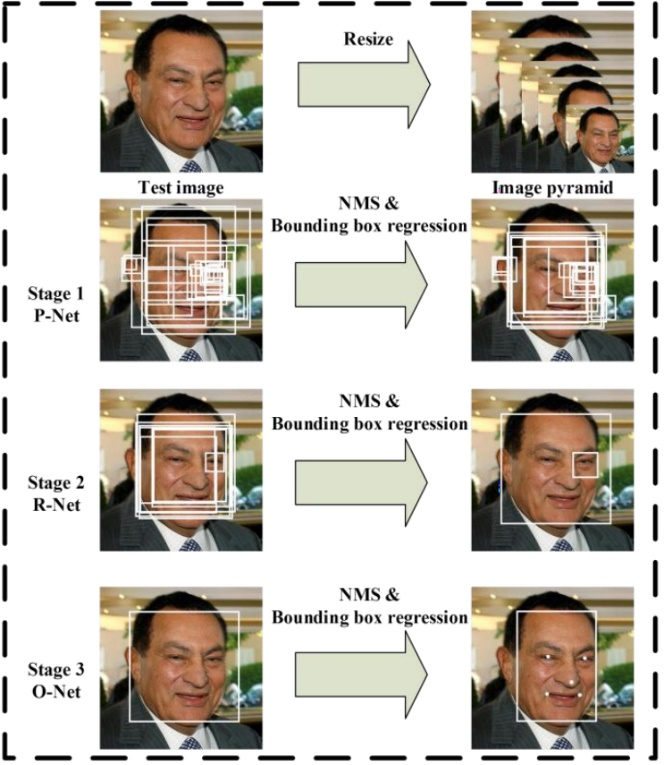 Resize
Test image
Image pyramid
NMS &
Bounding box regression
Stage 1
P-Net
NMS &
Bounding box regression
Stage 2
R-Net
NMS &
Bounding box regression
Stage 3
O-Net